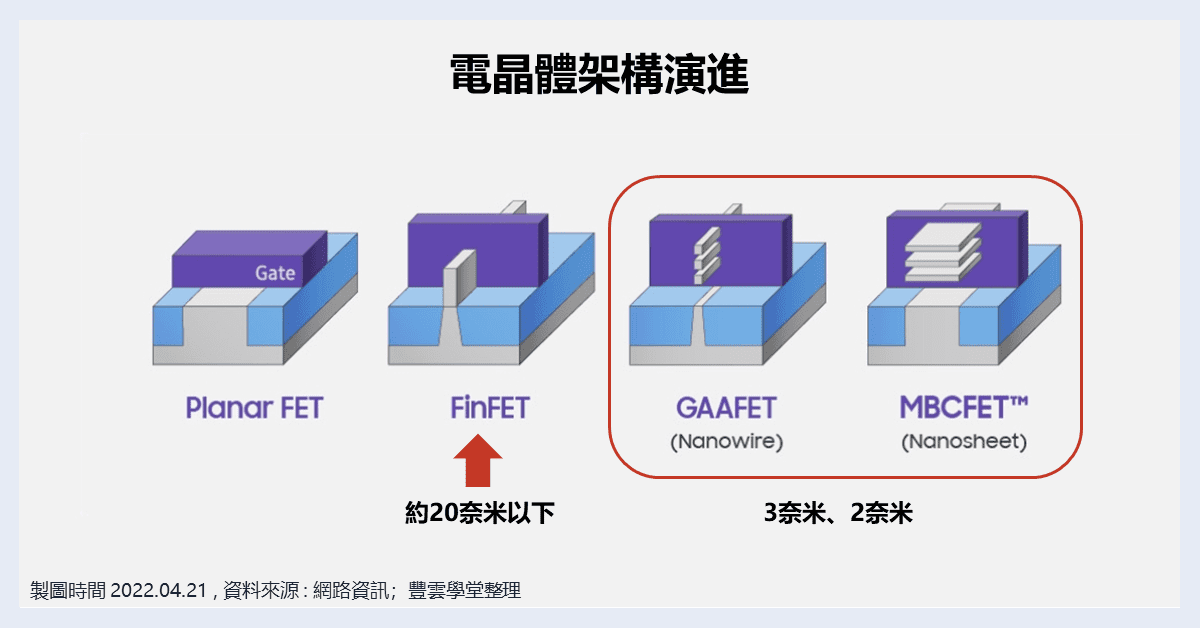 電晶體架構演進
Gate
Planar FET
FinFET
GAAFET
(Nanowire)
MBCFET™
(Nanosheet)
約20奈米以下
3奈米、2奈米
製圖時間 2022.04.21 , 資料來源 : 網路資訊；豐雲學堂整理